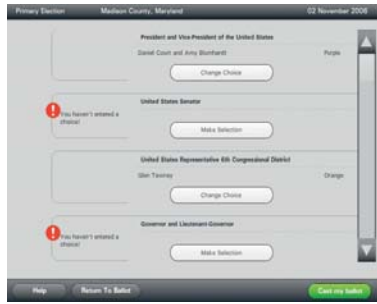 Primary Election Madison County, Maryland 02 November 2008
President and Vice-President of the United States
Daniel Court and Amy Blumhardt Purple
Change Choice
United States Senator
You haven't entered a
choice!
Make Selection
United States Representative 6th Congressional District
Glen Tawney Orange
Change Choice
Governor and Lieutenant-Governor
You haven't entered a
choice!
Make Selection
Help Return To Ballot Cast my ballot